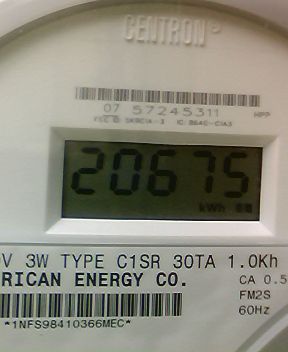 CENTRON®
07 57245311
HPP
20675
kWh
V 3W TYPE C1SR 30TA 1.0Kh
RICAN ENERGY CO.
CA 0.5
FM2S
60Hz
*1NFS98410366MEC*